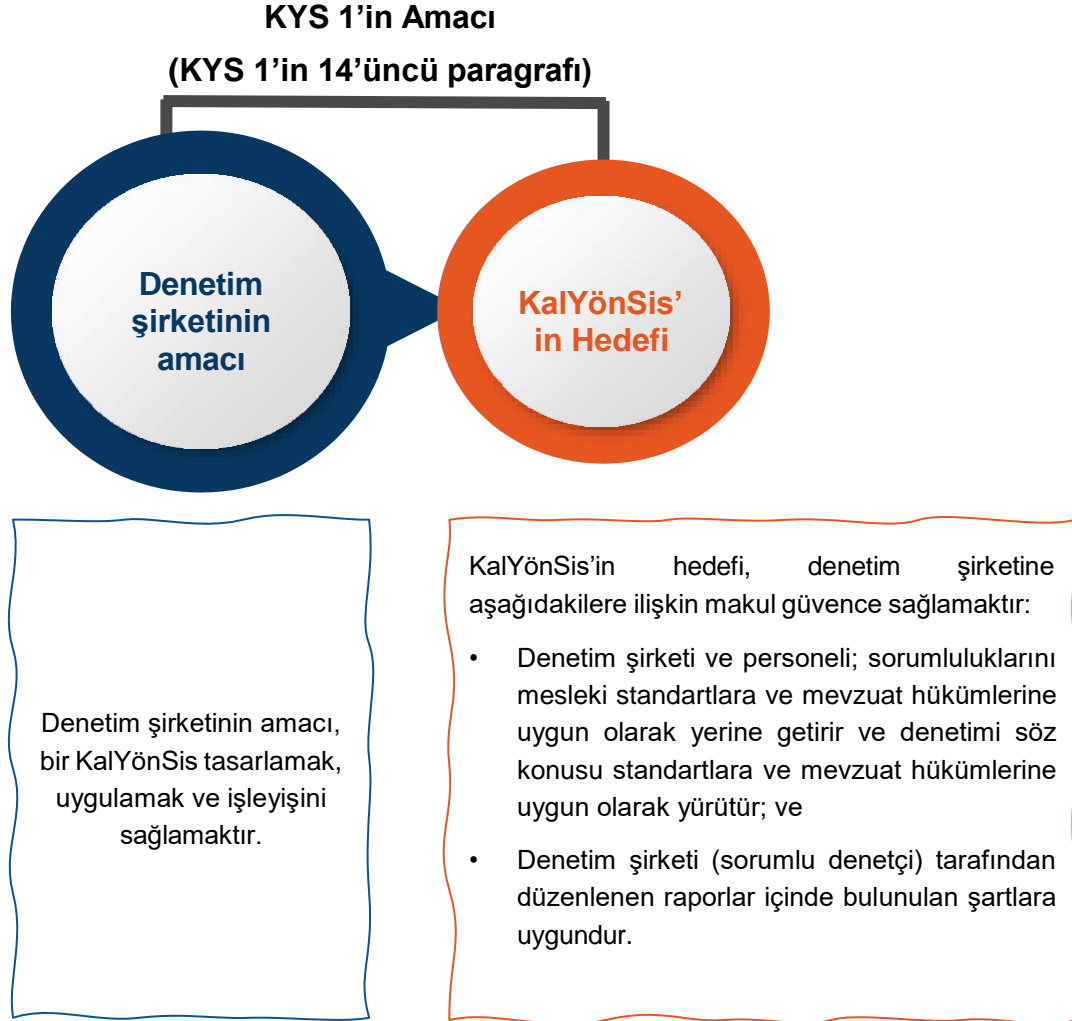 KYS 1’in Amacı
(KYS 1’in 14’üncü paragrafı)
Denetim
şirketinin
amacı
KalYönSis’
in Hedefi
Denetim şirketinin amacı,
bir KalYönSis tasarlamak,
uygulamak ve işleyişini
sağlamaktır.
KalYönSis’in hedefi, denetim şirketine
aşağıdakilere ilişkin makul güvence sağlamaktır:
• Denetim şirketi ve personeli; sorumluluklarını
mesleki standartlara ve mevzuat hükümlerine
uygun olarak yerine getirir ve denetimi söz
konusu standartlara ve mevzuat hükümlerine
uygun olarak yürütür; ve
• Denetim şirketi (sorumlu denetçi) tarafından
düzenlenen raporlar içinde bulunulan şartlara
uygundur.